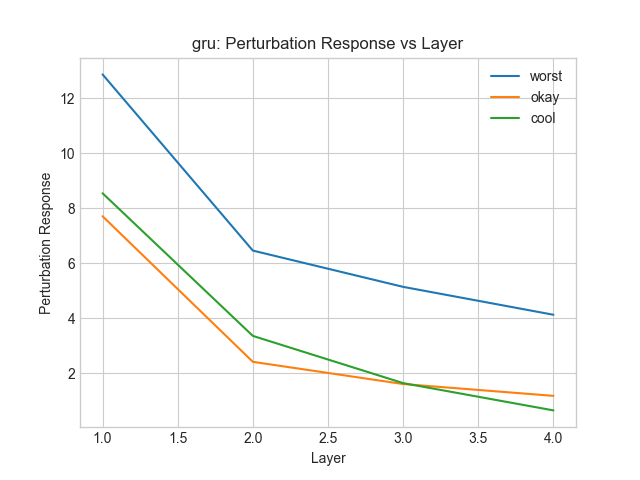 gru: Perturbation Response vs Layer
worst
okay
cool
Perturbation Response
12
10
8
6
4
2
1.0 1.5 2.0 2.5 3.0 3.5 4.0
Layer